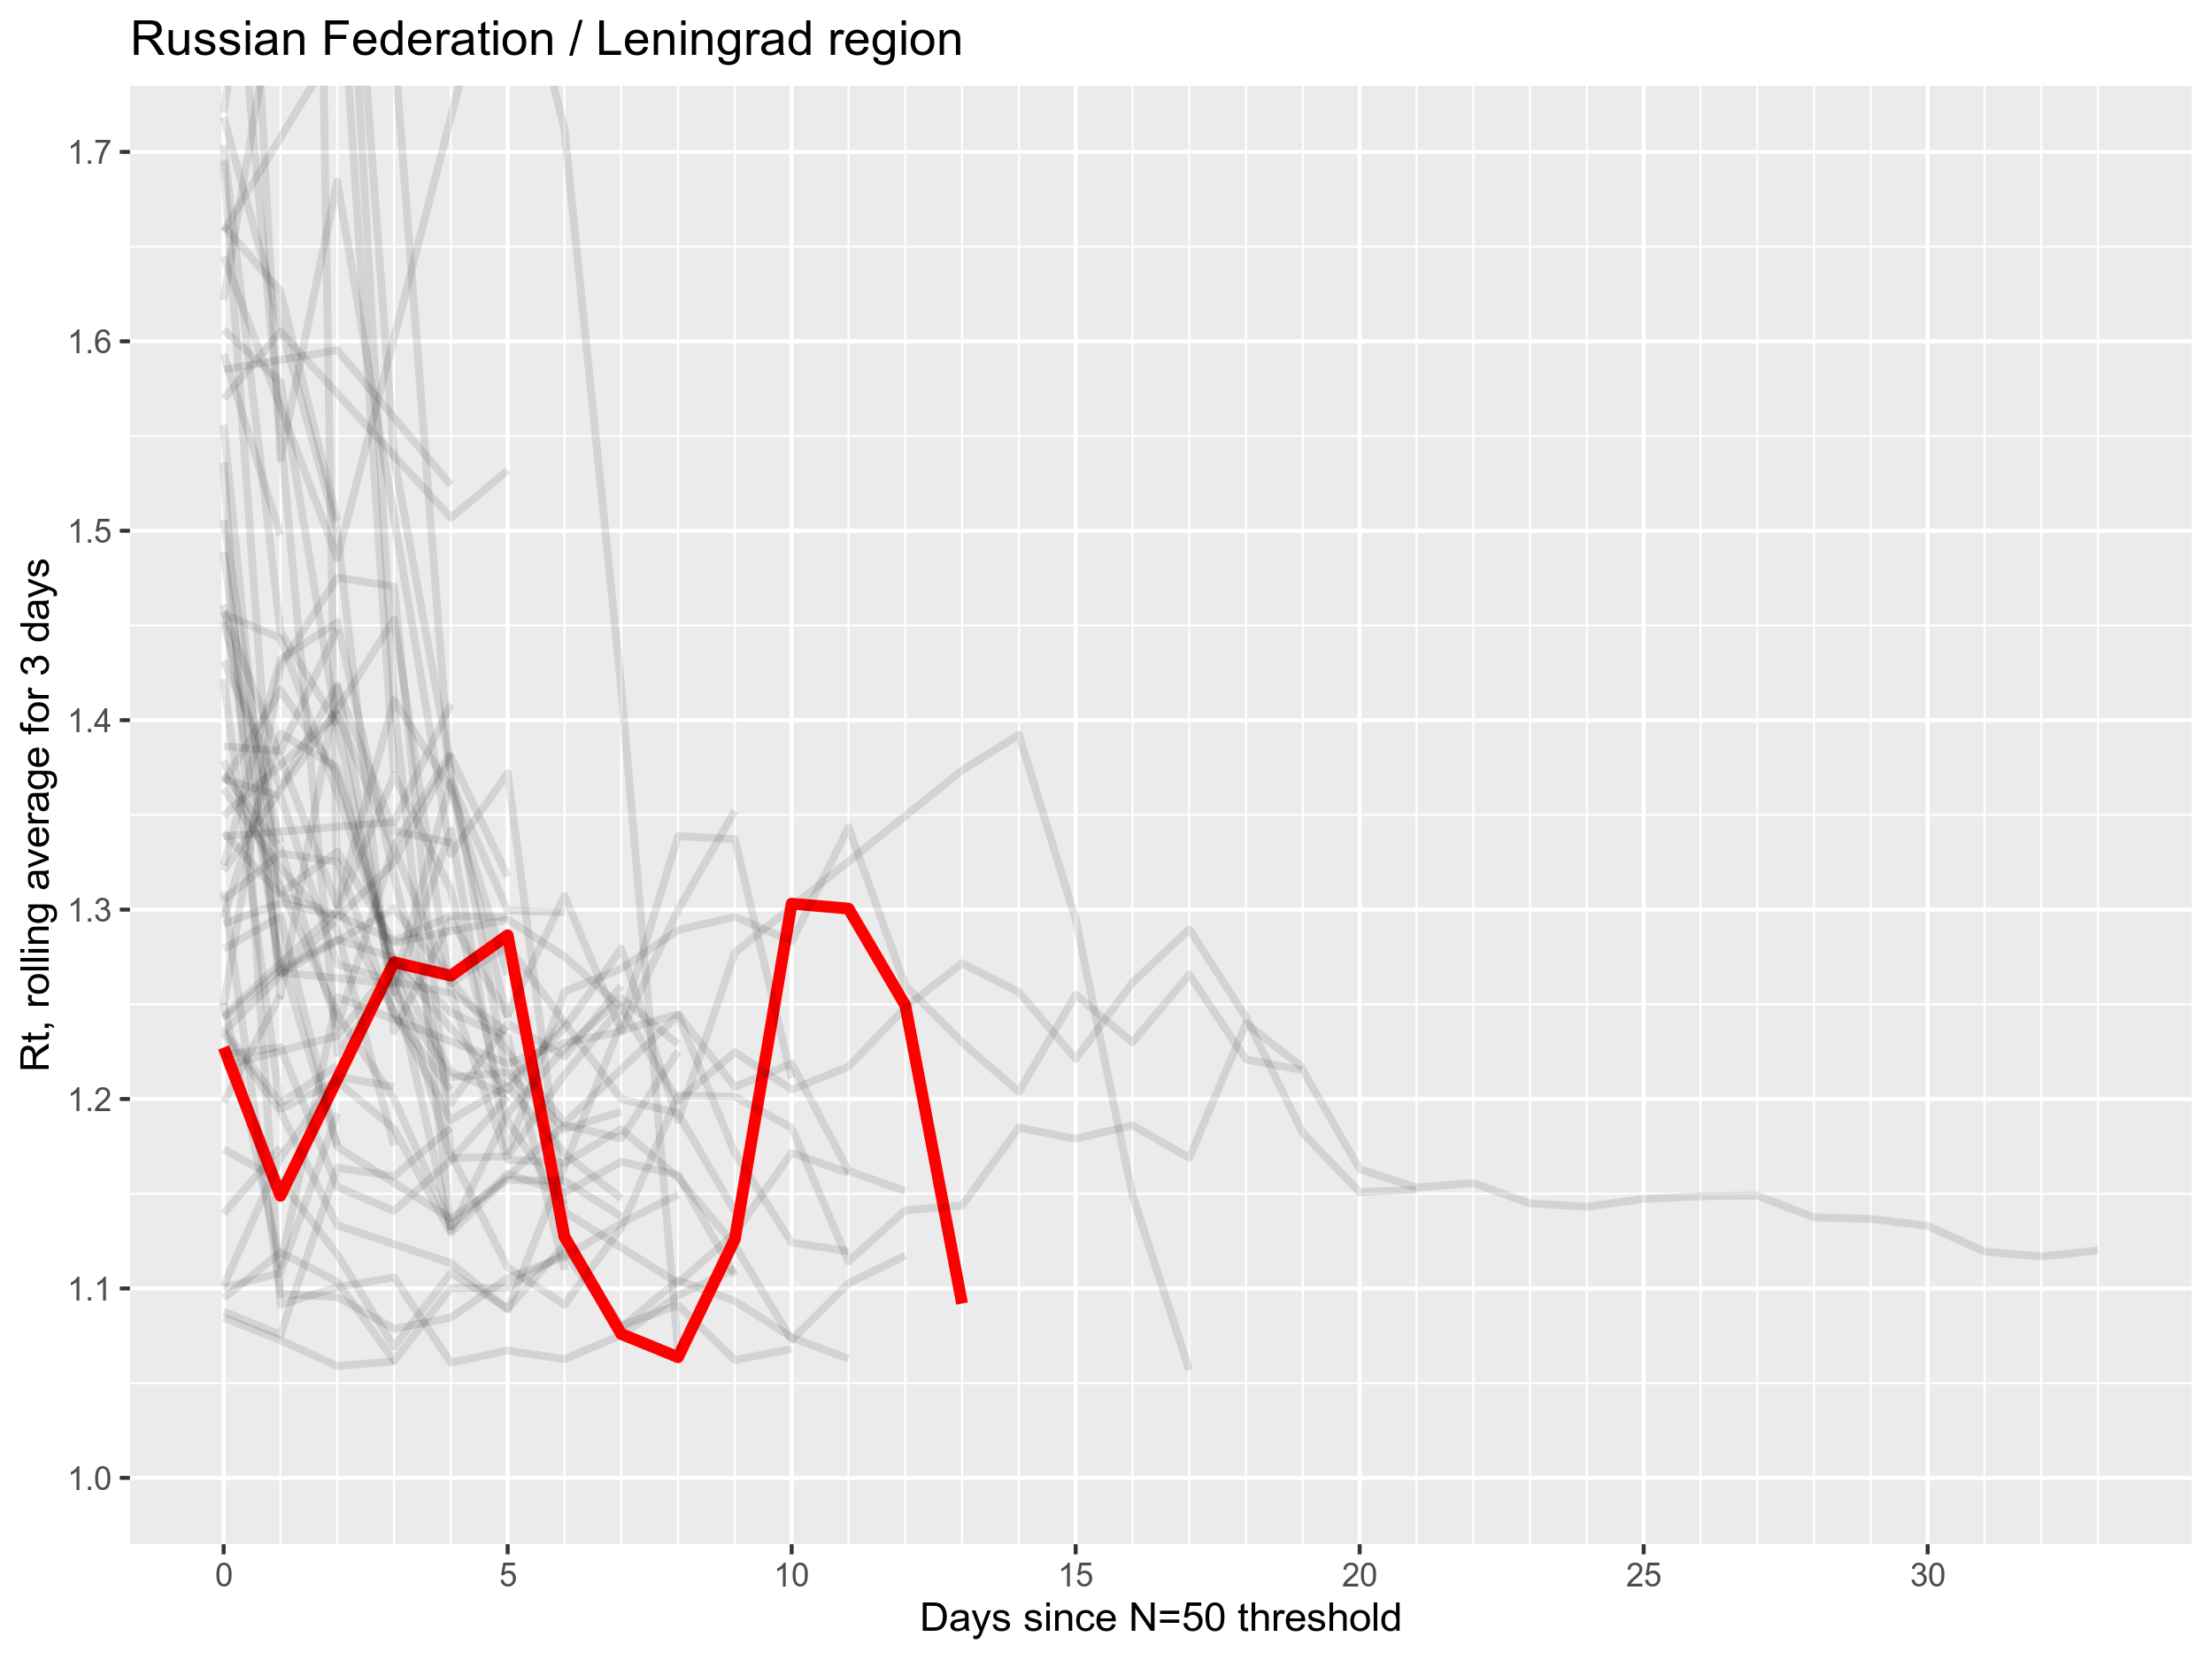 Russian Federation / Leningrad region
Rt, rolling average for 3 days
1.7
1.6
1.5
1.4
1.3
1.2
1.1
1.0
0 5 10 15 20 25 30
Days since N=50 threshold